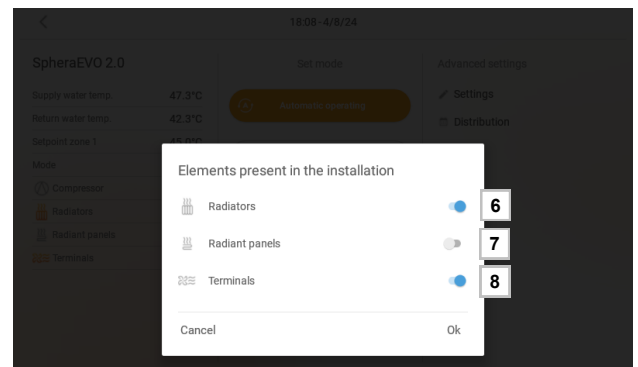 18:08 - 4/8/24
SpheraEVO 2.0
Set mode
Advanced settings
Supply water temp.
47.3°C
Automatic operating
Settings
Return water temp.
42.3°C
Distribution
Setpoint zone 1
45.0°C
Mode
Compressor
Radiators
Radiant panels
Terminals
Elements present in the installation
Radiators
6
Radiant panels
7
Terminals
8
Cancel
Ok